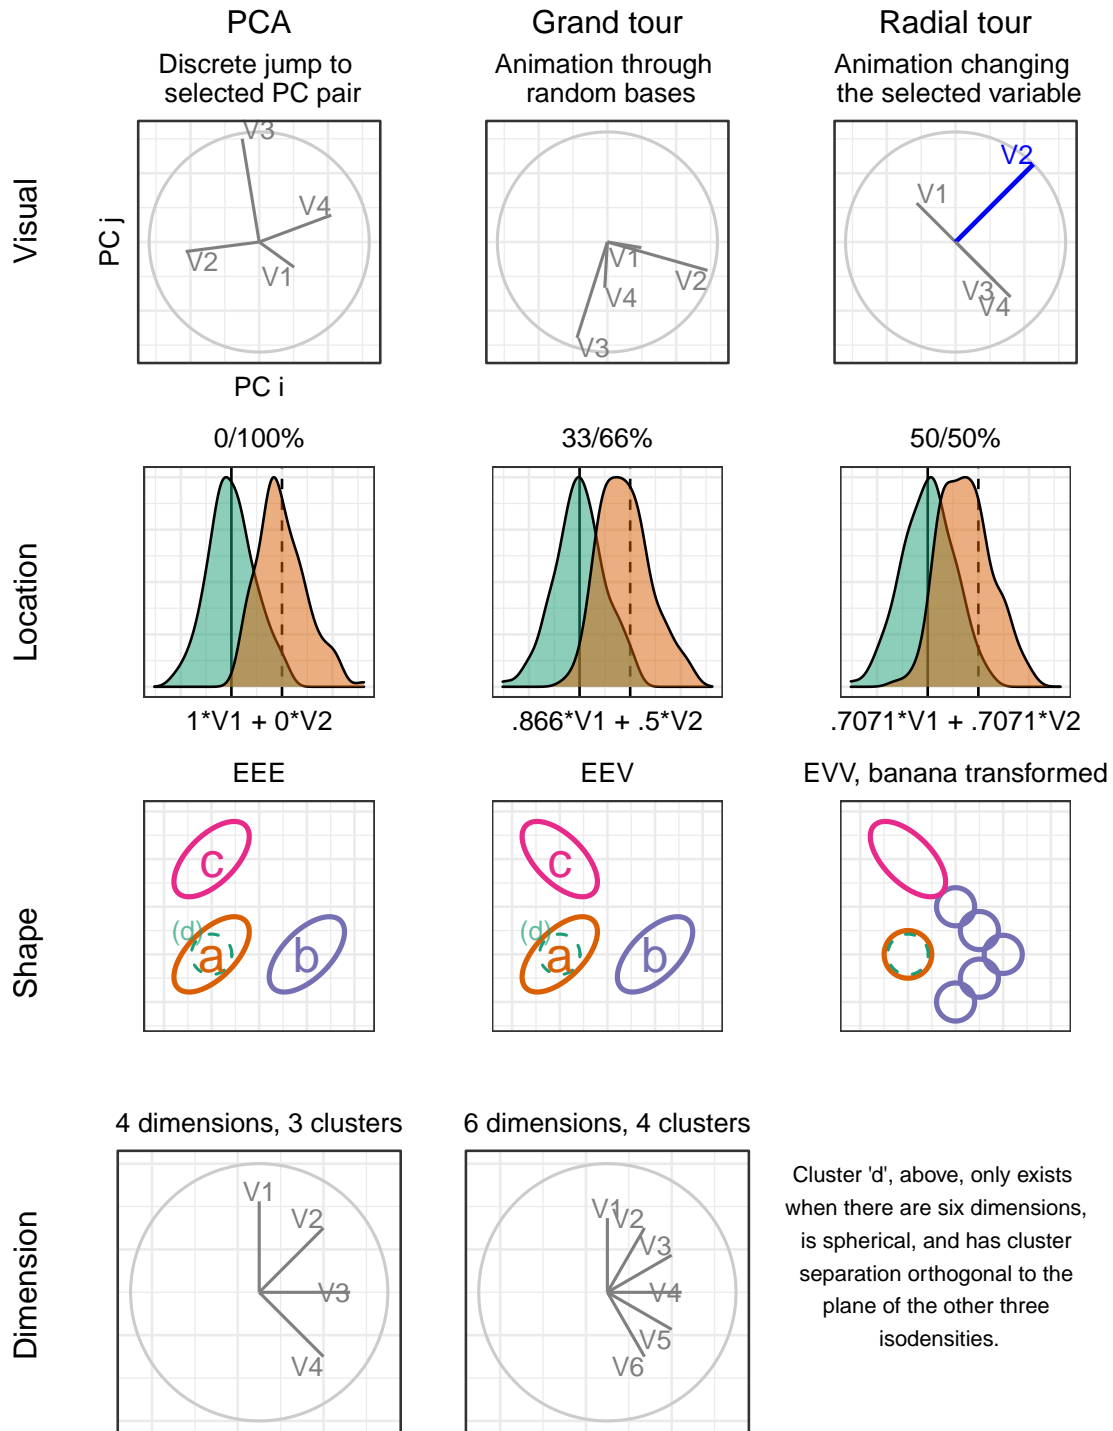 PCA
Grand tour
Radial tour
Discrete jump to
selected PC pair
Animation through
random bases
Animation changing
the selected variable
Visual
PC j
V3
V4
V2
V1
PC i
V1
V2
V4
V3
V2
V1
V3
V4
Location
0/100%
33/66%
50/50%
1*V1 + 0*V2
.866*V1 + .5*V2
.7071*V1 + .7071*V2
Shape
EEE
EEV
EVV, banana transformed
c
(d)
a
b
c
(d)
a
b
Dimension
4 dimensions, 3 clusters
6 dimensions, 4 clusters
V1
V2
V3
V4
V1
V2
V3
V4
V5
V6
Cluster 'd', above, only exists
when there are six dimensions,
is spherical, and has cluster
separation orthogonal to the
plane of the other three
isodensities.